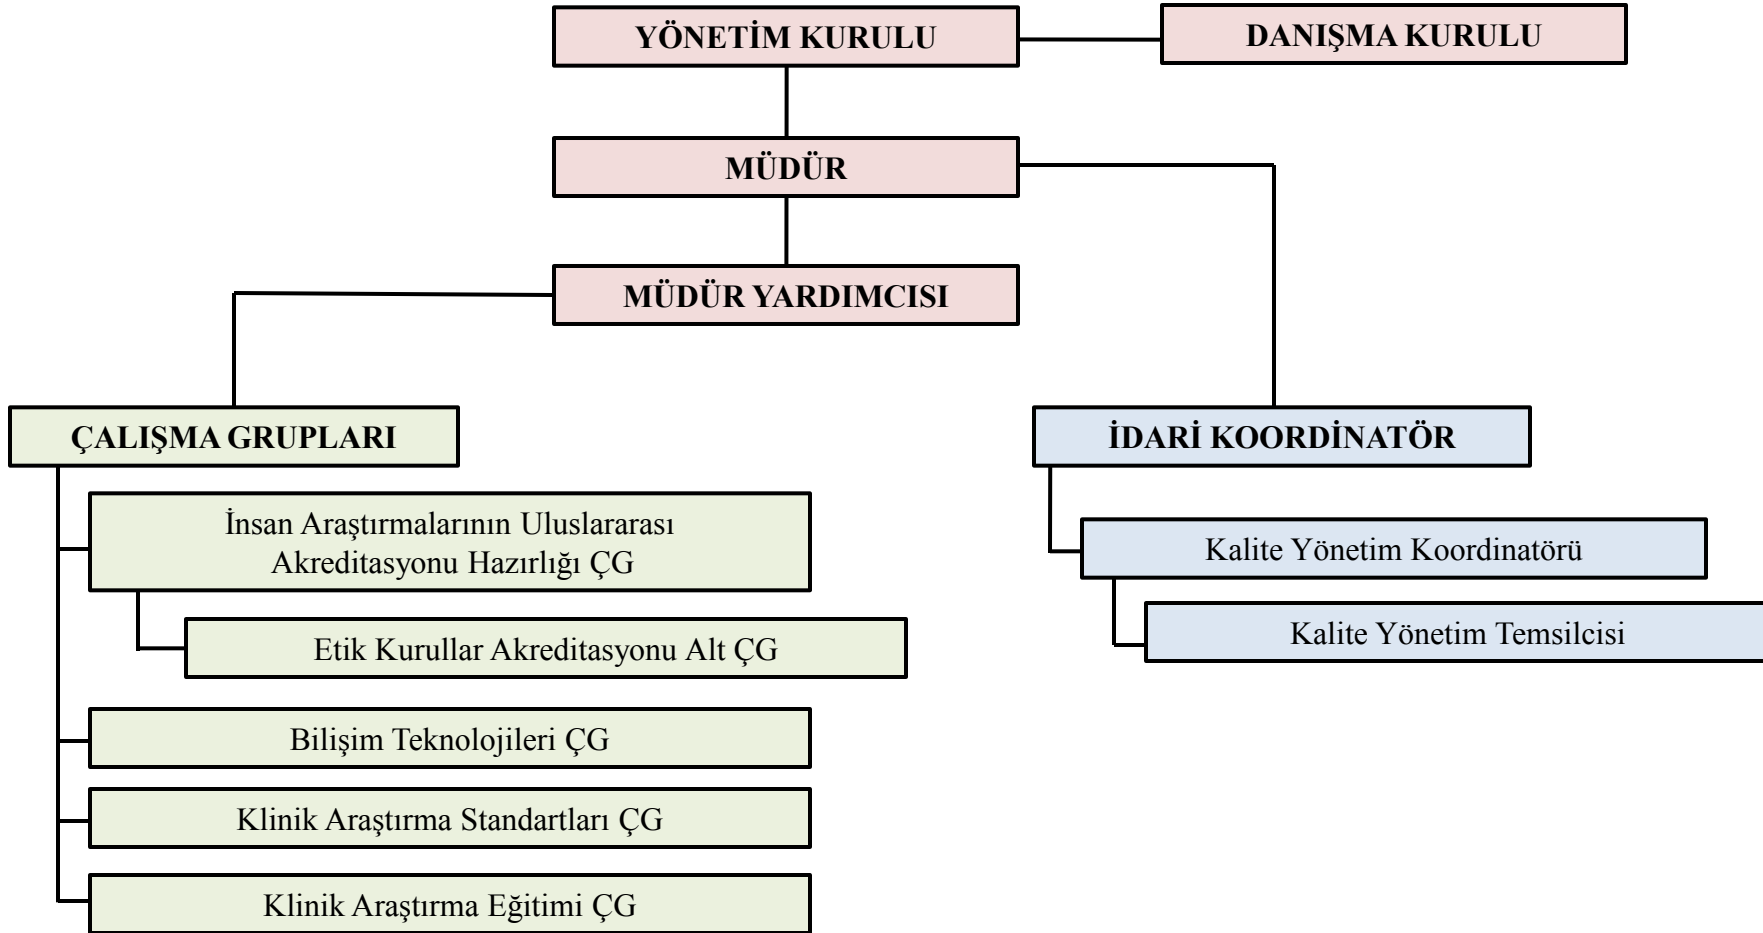 YÖNETİM KURULU
DANIŞMA KURULU
MÜDÜR
MÜDÜR YARDIMCISI
ÇALIŞMA GRUPLARI
İnsan Araştırmalarının Uluslararası
Akreditasyonu Hazırlığı ÇG
Etik Kurullar Akreditasyonu Alt ÇG
Bilişim Teknolojileri ÇG
Klinik Araştırma Standartları ÇG
Klinik Araştırma Eğitimi ÇG
İDARİ KOORDİNATÖR
Kalite Yönetim Koordinatörü
Kalite Yönetim Temsilcisi